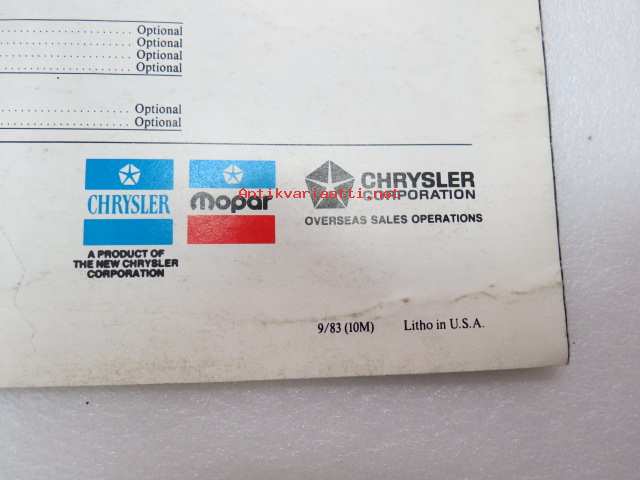 Optional
Optional
Optional
Optional
Optional
Optional
CHRYSLER
A PRODUCT OF
THE NEW CHRYSLER
CORPORATION
mopar
CHRYSLER
CORPORATION
OVERSEAS SALES OPERATIONS
Antikvariaatti.net
9/83 (10M) Litho in U.S.A.